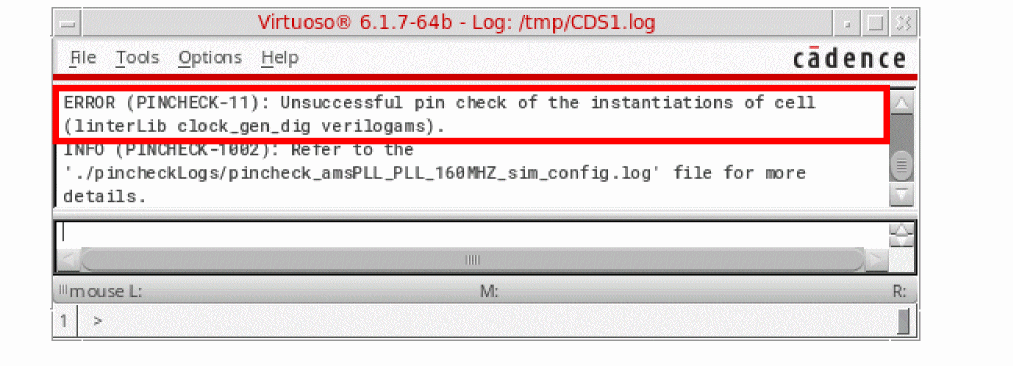 Virtuoso® 6.1.7-64b - Log: /tmp/CDS1.log
File Tools Options Help
cādence
ERROR (PINCHECK-11): Unsuccessful pin check of the instantiations of cell
(linterLib clock_gen_dig verilogams).
INFO (PINCHECK-1002): Refer to the
'./pincheckLogs/pincheck_amsPLL_PLL_160MHZ_sim_config.log' file for more
details.
mouse L: M: R:
1 >